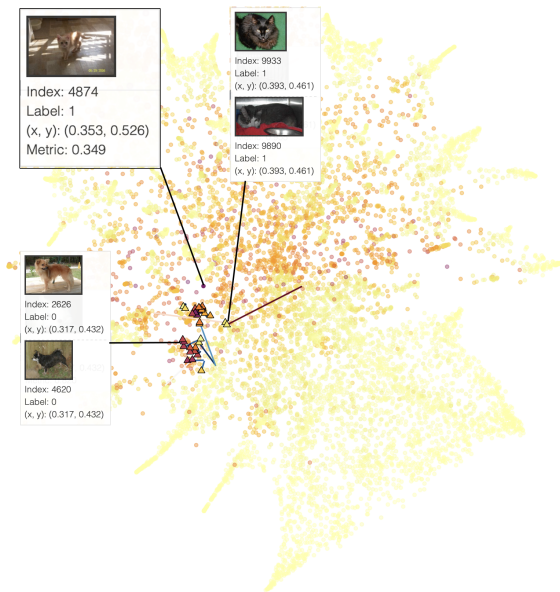 Index: 4874
Label: 1
(x, y): (0.353, 0.526)
Metric: 0.349
Index: 9933
Label: 1
(x, y): (0.393, 0.461)
Index: 9890
Label: 1
(x, y): (0.393, 0.461)
Index: 2626
Label: 0
(x, y): (0.317, 0.432)
Index: 4620
Label: 0
(x, y): (0.317, 0.432)